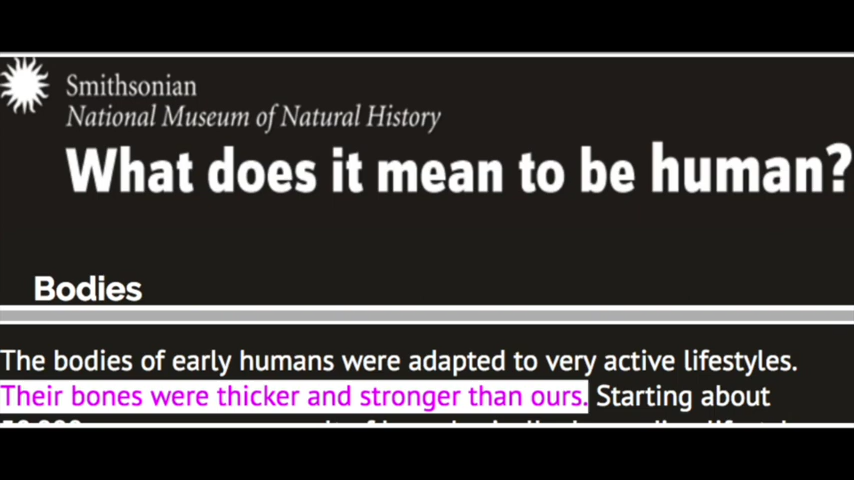 Smithsonian
National Museum of Natural History
What does it mean to be human?
Bodies
The bodies of early humans were adapted to very active lifestyles.
Their bones were thicker and stronger than ours. Starting about